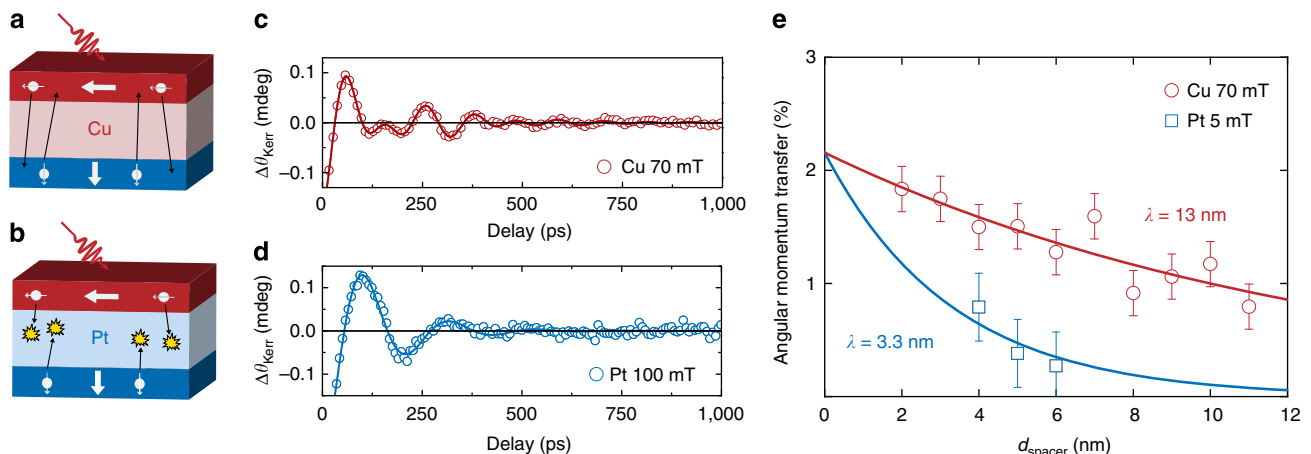 a
Cu
b
Pt
c
0.1
0.0
−0.1
ΔθKerr (mdeg)
Cu 70 mT
0 250 500 750 1,000
Delay (ps)
d
0.1
0.0
−0.1
ΔθKerr (mdeg)
Pt 100 mT
0 250 500 750 1,000
Delay (ps)
e
3
2
1
Angular momentum transfer (%)
Cu 70 mT
Pt 5 mT
λ = 13 nm
λ = 3.3 nm
0 2 4 6 8 10 12
dspacer (nm)